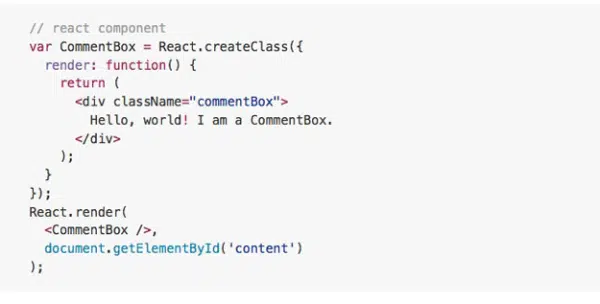 // react component
var CommentBox = React.createClass({
  render: function() {
    return (
      <div className="commentBox">
        Hello, world! I am a CommentBox.
      </div>
    );
  }
});
React.render(
  <CommentBox />,
  document.getElementById('content')
);